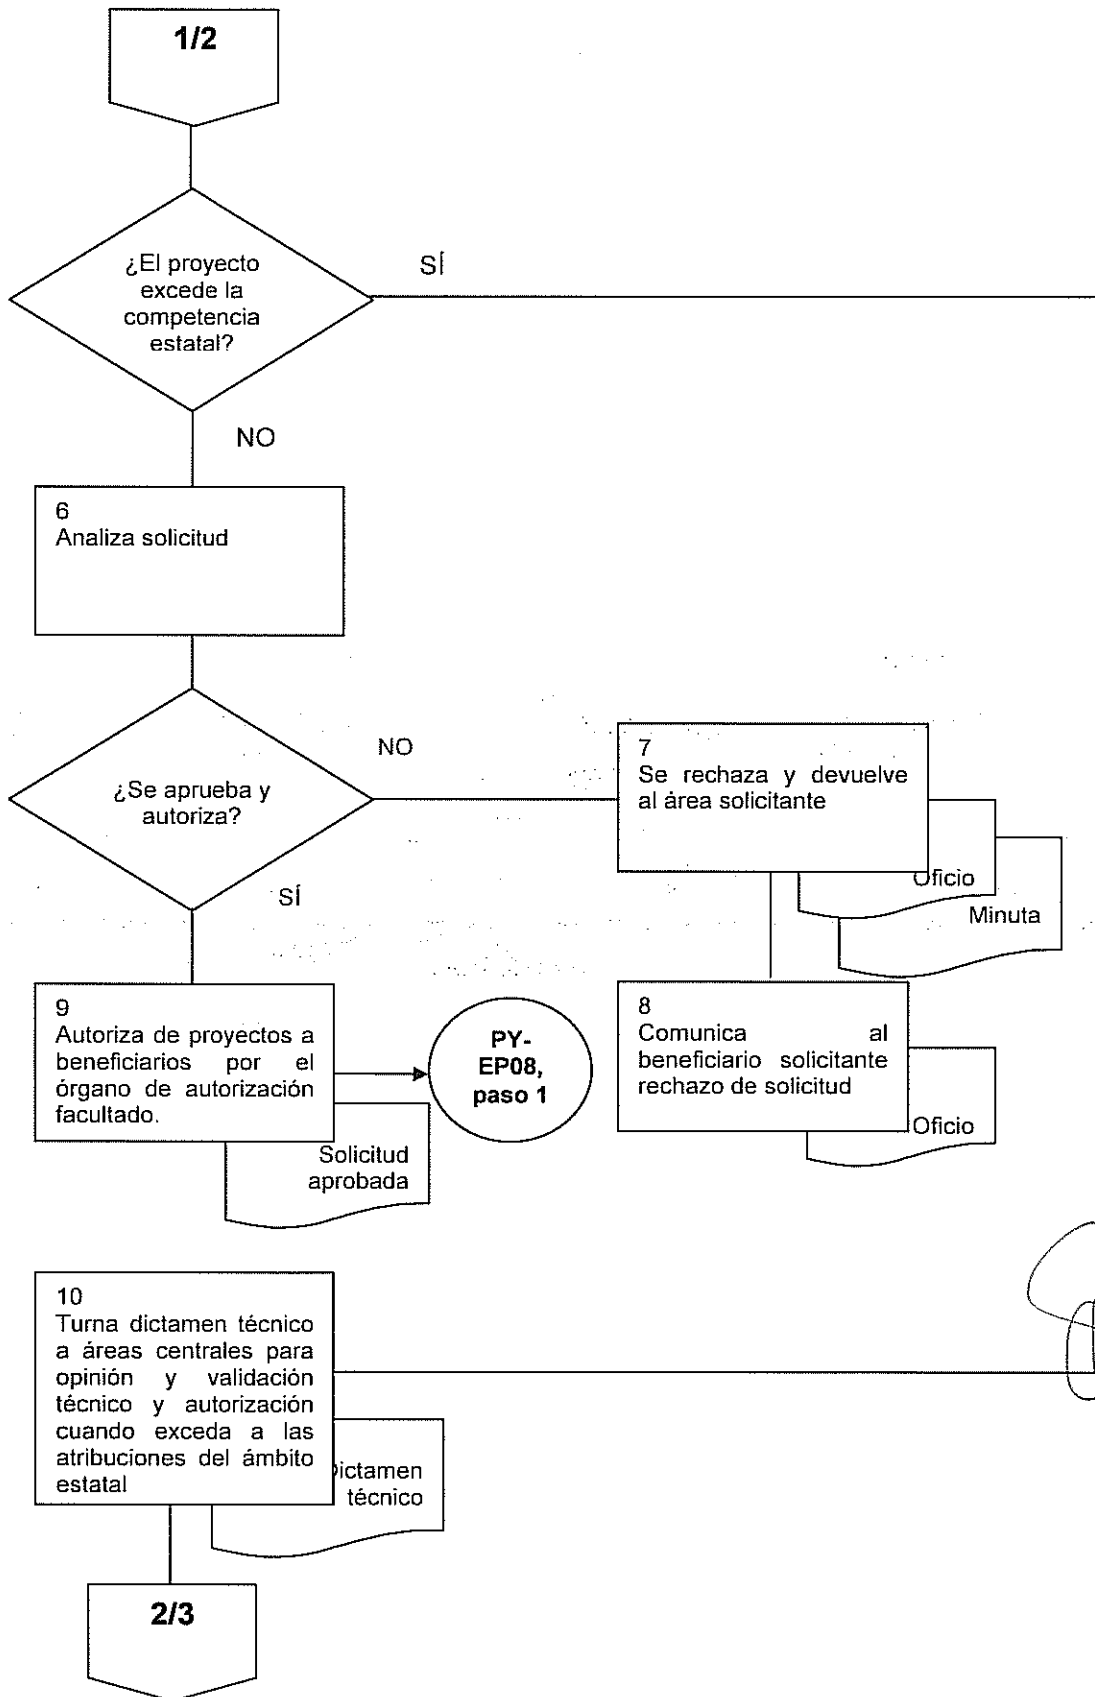 1/2
¿El proyecto
excede la
competencia
estatal?
SÍ
NO
6
Analiza solicitud
¿Se aprueba y
autoriza?
NO
SÍ
7
Se rechaza y devuelve
al área solicitante
Oficio
Minuta
9
Autoriza de proyectos a
beneficiarios por el
órgano de autorización
facultado.
Solicitud
aprobada
PY-
EP08,
paso 1
8
Comunica al
beneficiario solicitante
rechazo de solicitud
Oficio
10
Turna dictamen técnico
a áreas centrales para
opinión y validación
técnico y autorización
cuando exceda a las
atribuciones del ámbito
estatal
Dictamen
técnico
2/3